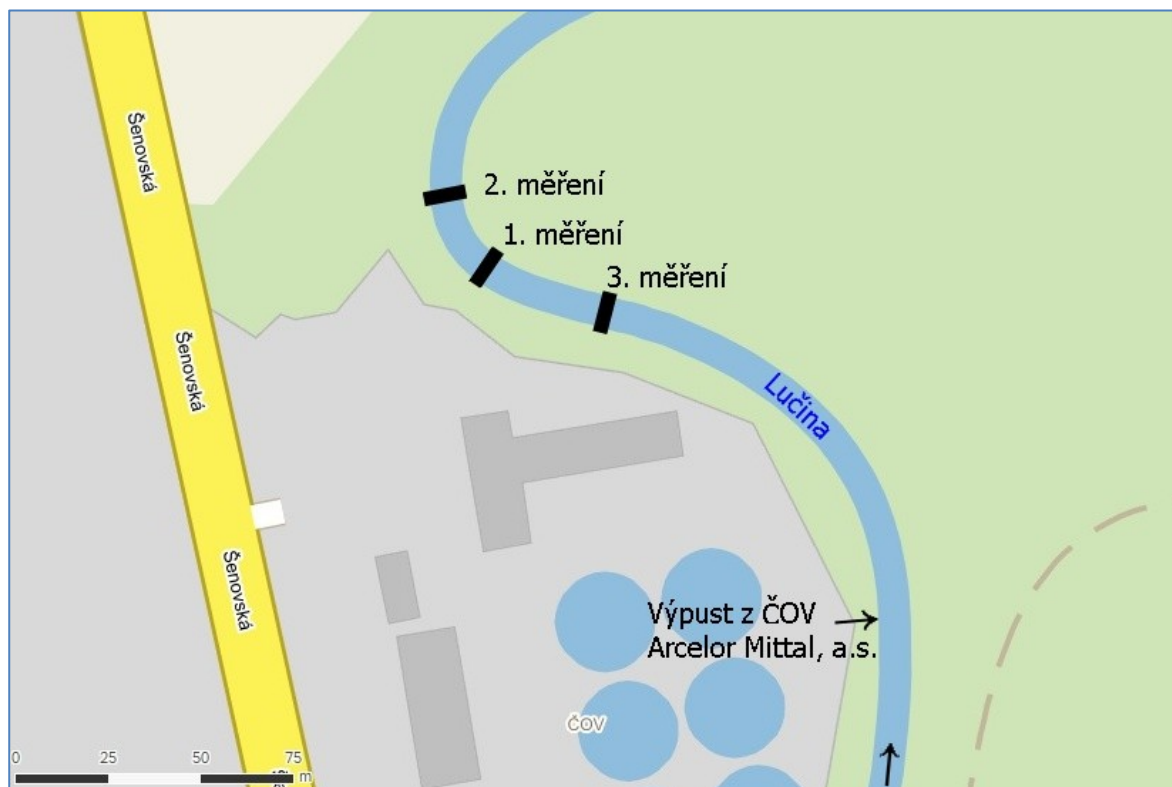 Šenovská
2. měření
1. měření
3. měření
Šenovská
Lučina
Šenovská
Výpust z ČOV
Arcelor Mittal, a.s.
ČOV
0 25 50 75 m